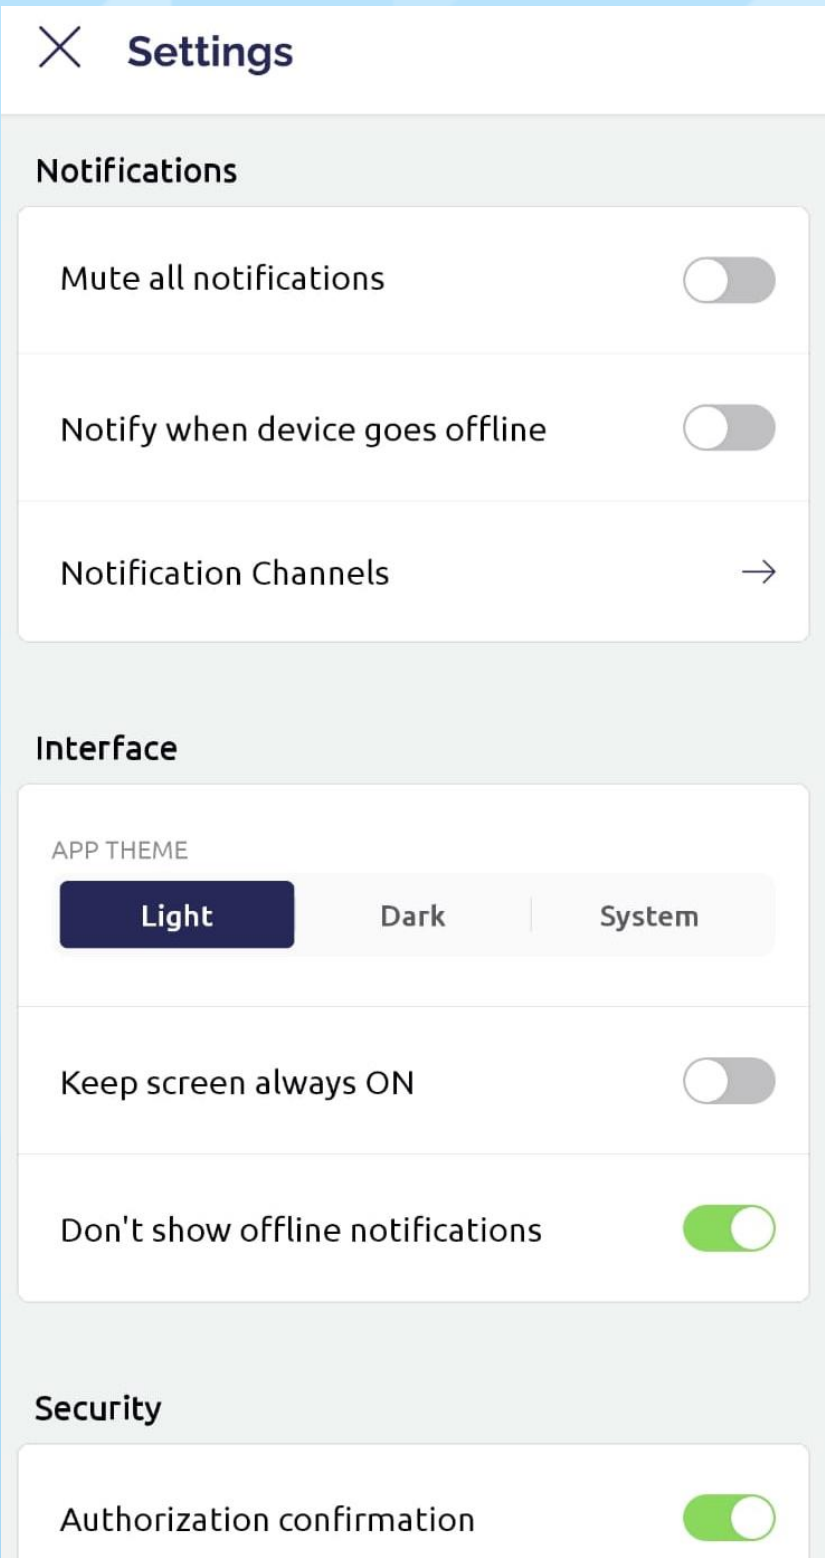 Settings
Notifications
Mute all notifications
Notify when device goes offline
Notification Channels
Interface
APP THEME
Light Dark System
Keep screen always ON
Don't show offline notifications
Security
Authorization confirmation